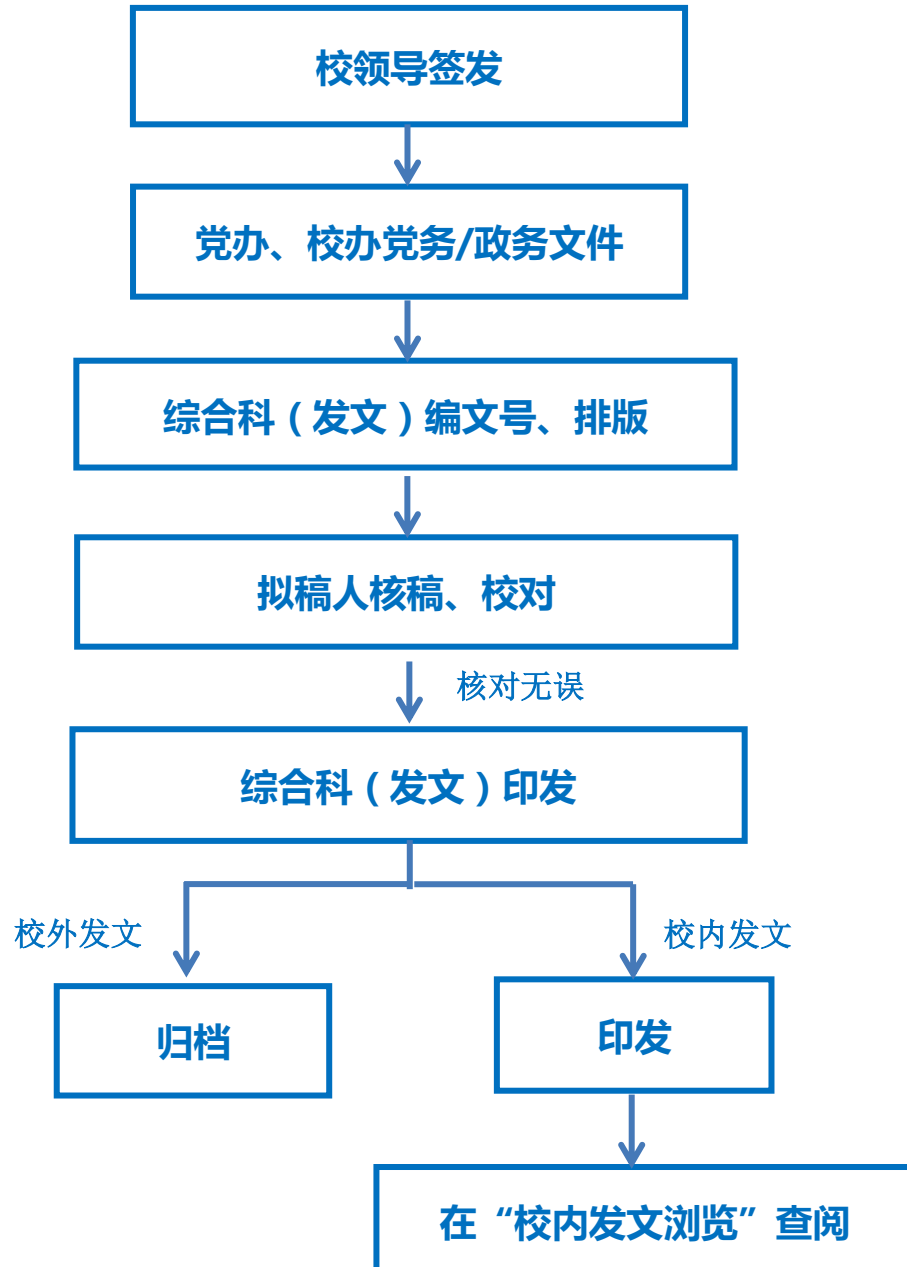 校领导签发
党办、校办党务/政务文件
综合科（发文）编文号、排版
拟稿人核稿、校对
核对无误
综合科（发文）印发
校外发文
校内发文
归档
印发
在“校内发文浏览”查阅